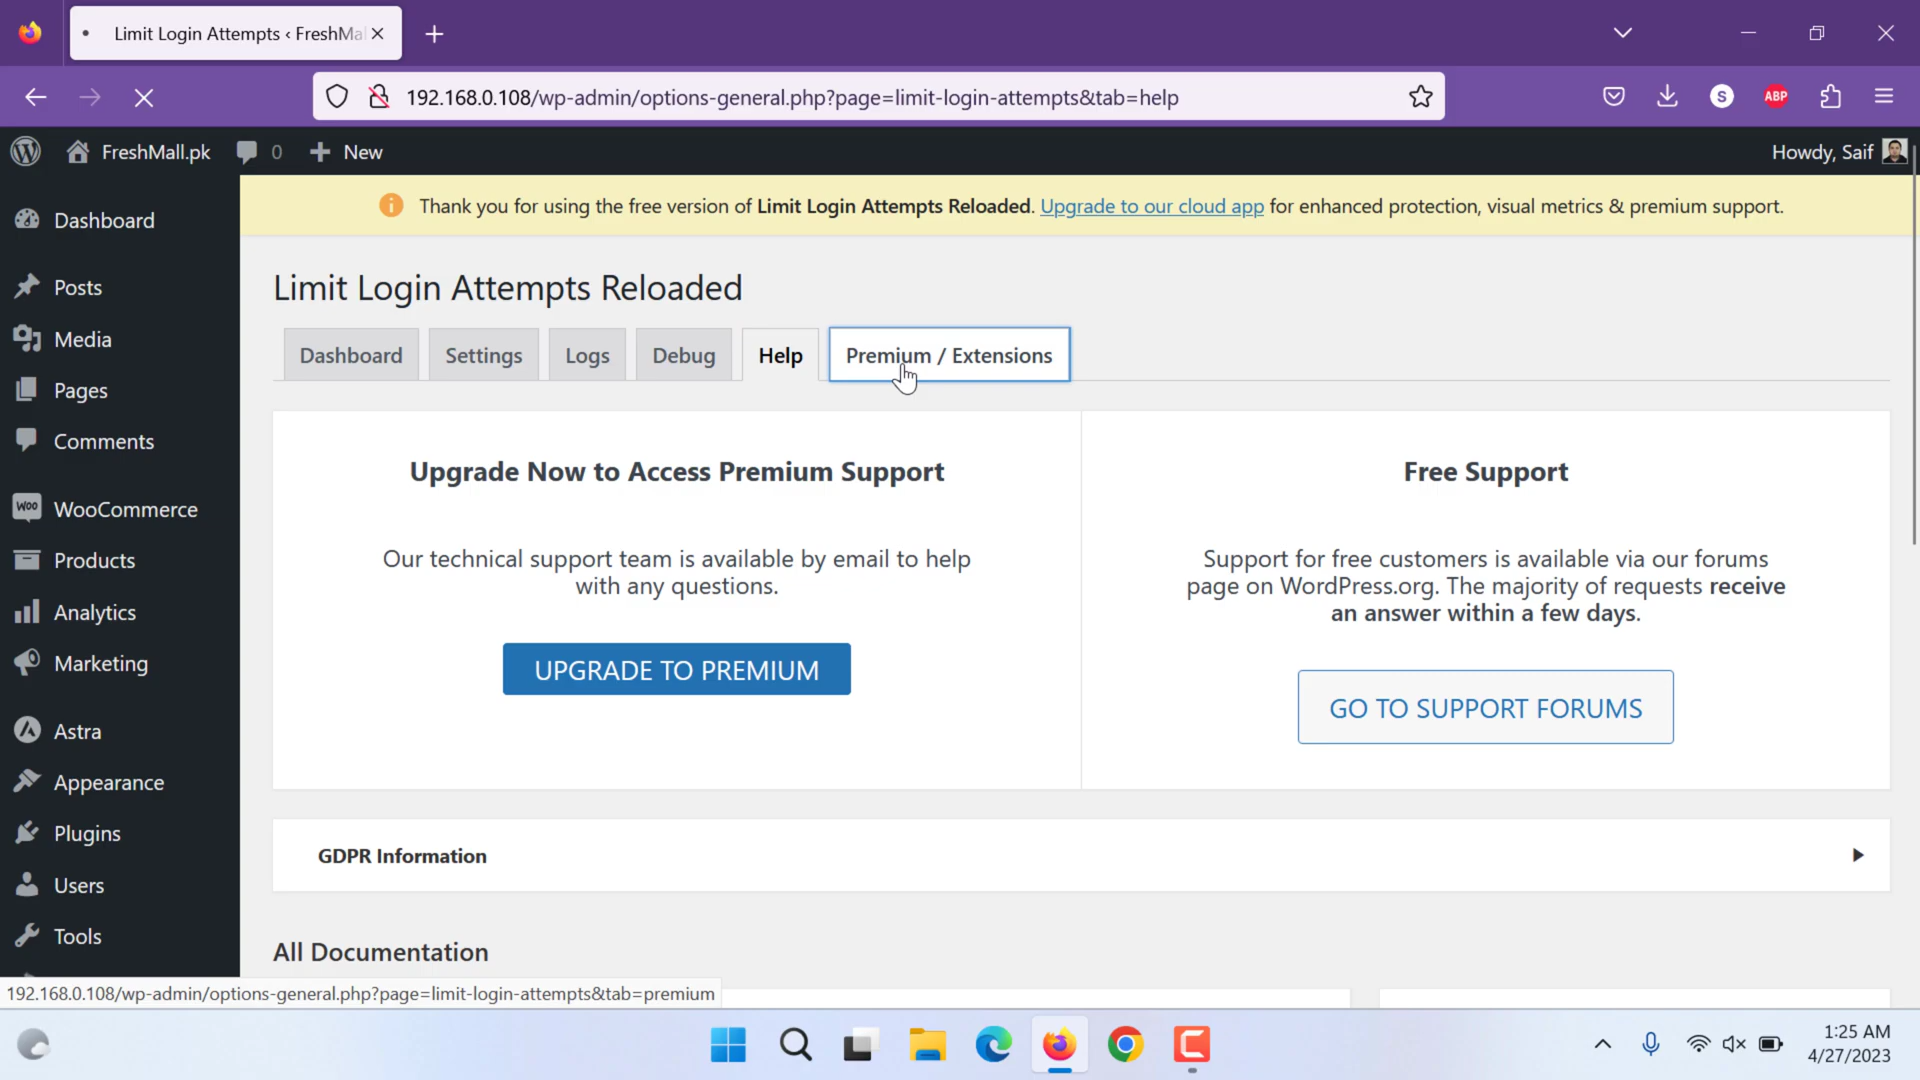 Limit Login Attempts ‹ FreshMal
192.168.0.108/wp-admin/options-general.php?page=limit-login-attempts&tab=help
S
ABP
FreshMall.pk
0
New
Howdy, Saif
Thank you for using the free version of Limit Login Attempts Reloaded. Upgrade to our cloud app for enhanced protection, visual metrics & premium support.
Dashboard
Posts
Media
Pages
Comments
WOO WooCommerce
Products
Analytics
Marketing
Astra
Appearance
Plugins
Users
Tools
Limit Login Attempts Reloaded
Dashboard
Settings
Logs
Debug
Help
Premium / Extensions
Upgrade Now to Access Premium Support
Our technical support team is available by email to help
with any questions.
UPGRADE TO PREMIUM
Free Support
Support for free customers is available via our forums
page on WordPress.org. The majority of requests receive
an answer within a few days.
GO TO SUPPORT FORUMS
GDPR Information
All Documentation
192.168.0.108/wp-admin/options-general.php?page=limit-login-attempts&tab=premium
1:25 AM
4/27/2023